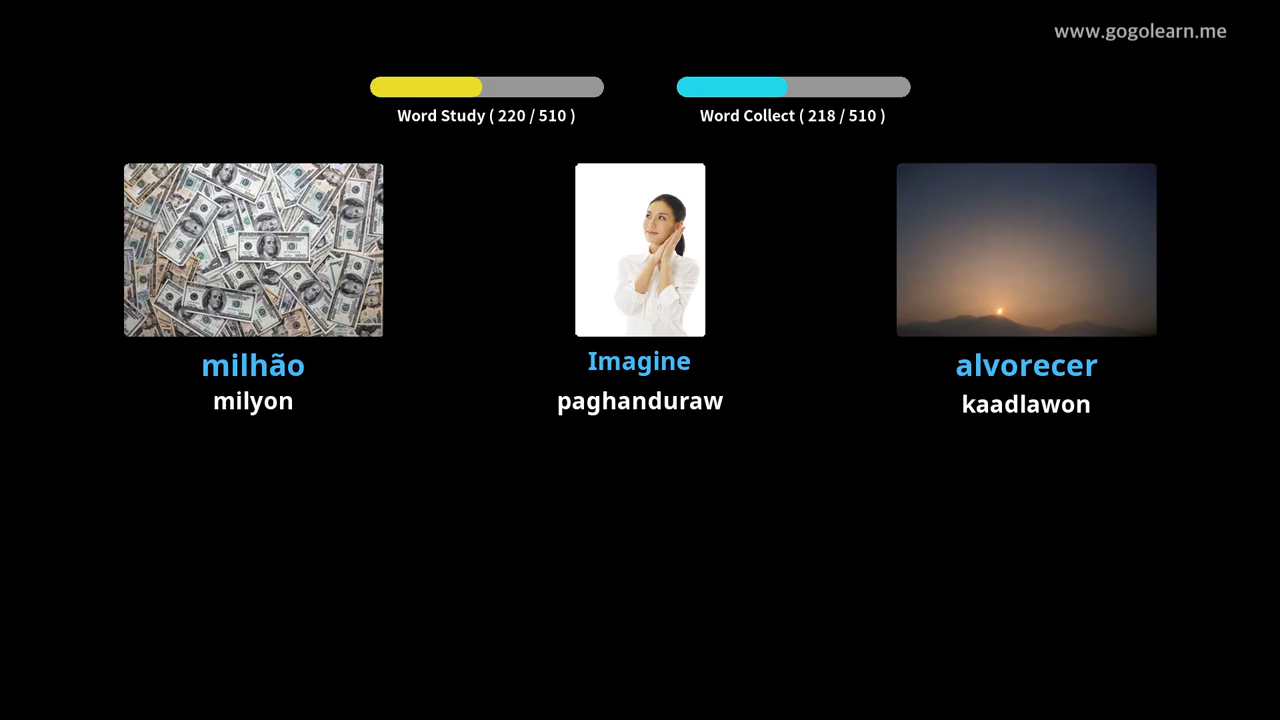 www.gogolearn.me
Word Study ( 220 / 510 )
Word Collect ( 218 / 510 )
milhão
milyon
Imagine
paghanduraw
alvorecer
kaadlawon